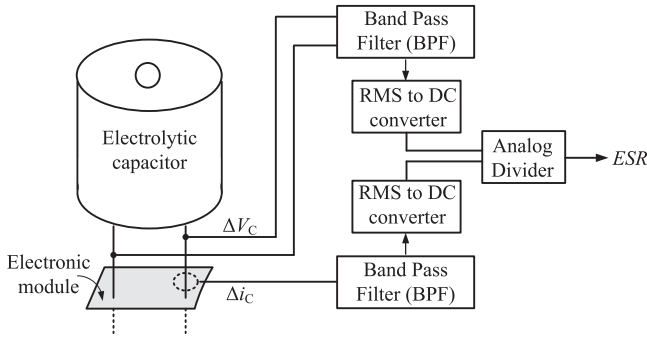 Band Pass
Filter (BPF)
RMS to DC
converter
Electrolytic
capacitor
Analog
Divider
ESR
RMS to DC
converter
ΔVC
Electronic
module
ΔiC
Band Pass
Filter (BPF)